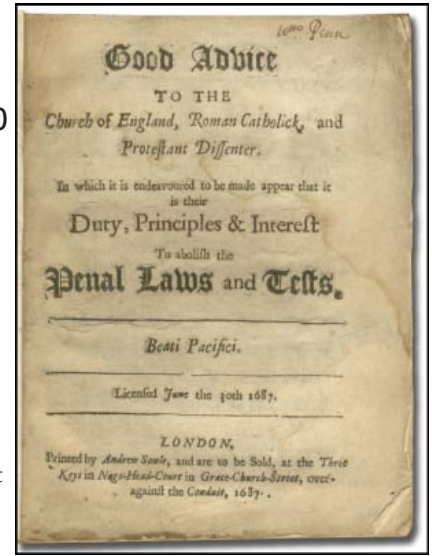 Wm Penn
Good Advice
TO THE
Church of England, Roman Catholick, and
Proteſtant Diſſenter.
In which it is endeavoured to be made appear that it
is their
Duty, Principles & Intereſt
To aboliſh the
Penal Laws and Teſts.
Beati Pacifici.
Licenſed June the 30th 1687.
LONDON,
Printed by Andrew Sowle, and are to be Sold, at the Three
Keys in Nags-Head-Court in Grace-Church-Street, over-
againſt the Conduit, 1687.